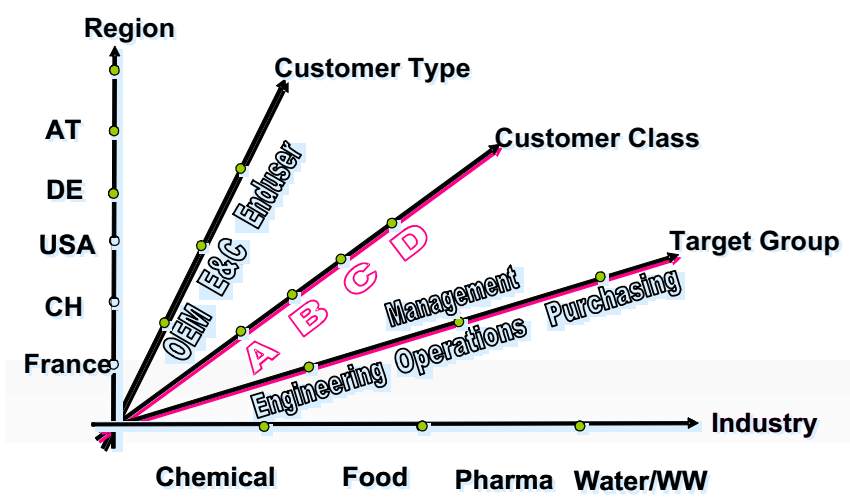 Region
Customer Type
Customer Class
AT
DE
USA
CH
France
OEM E&C Enduser
A B C D
Target Group
Management
Engineering Operations Purchasing
Industry
Chemical Food Pharma Water/WW